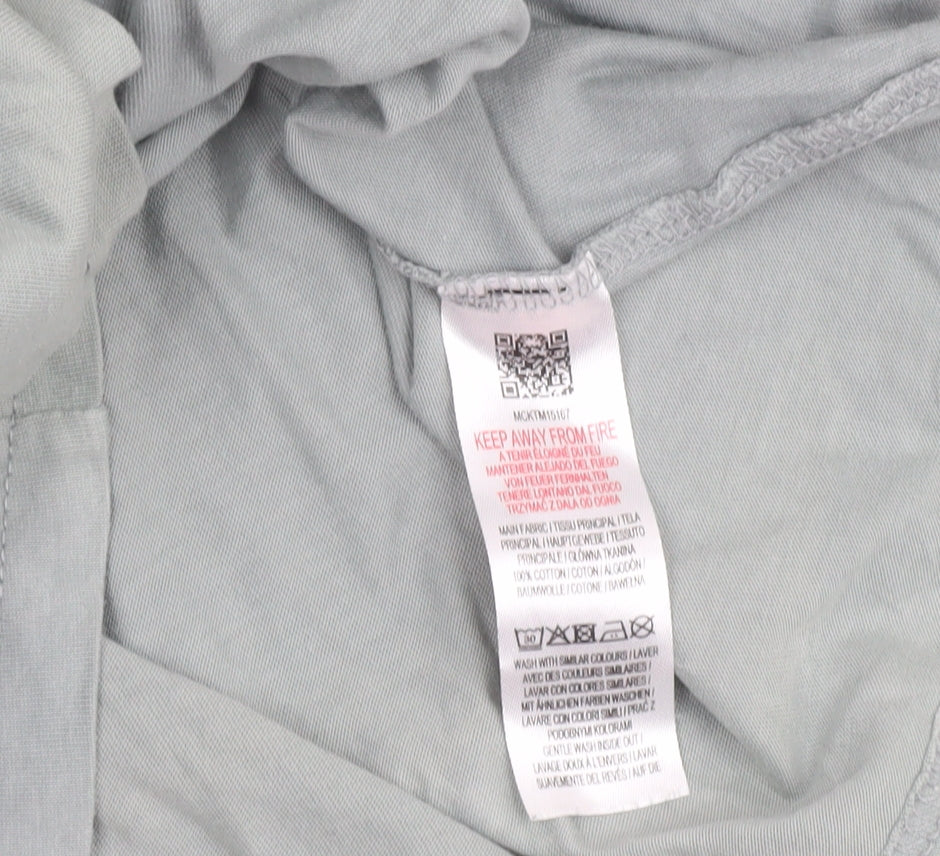 MCKTM15167
KEEP AWAY FROM FIRE
A TENIR ÉLOIGNÉ DU FEU
MANTENER ALEJADO DEL FUEGO
VON FEUER FERNHALTEN
TENERE LONTANO DAL FUOCO
TRZYMAĆ Z DALA OD OGNIA
MAIN FABRIC / TISSU PRINCIPAL / TELA
PRINCIPAL / HAUPTGEWEBE / TESSUTO
PRINCIPALE / GŁÓWNA TKANINA
100% COTTON / COTON / ALGODÓN /
BAUMWOLLE / COTONE / BAWEŁNA
30
WASH WITH SIMILAR COLOURS / LAVER
AVEC DES COULEURS SIMILAIRES /
LAVAR CON COLORES SIMILARES /
MIT ÄHNLICHEN FARBEN WASCHEN /
LAVARE CON COLORI SIMILI / PRAĆ Z
PODOBNYMI KOLORAMI
GENTLE WASH INSIDE OUT /
LAVAGE DOUX À L'ENVERS / LAVAR
SUAVEMENTE DEL REVÉS / AUF DIE